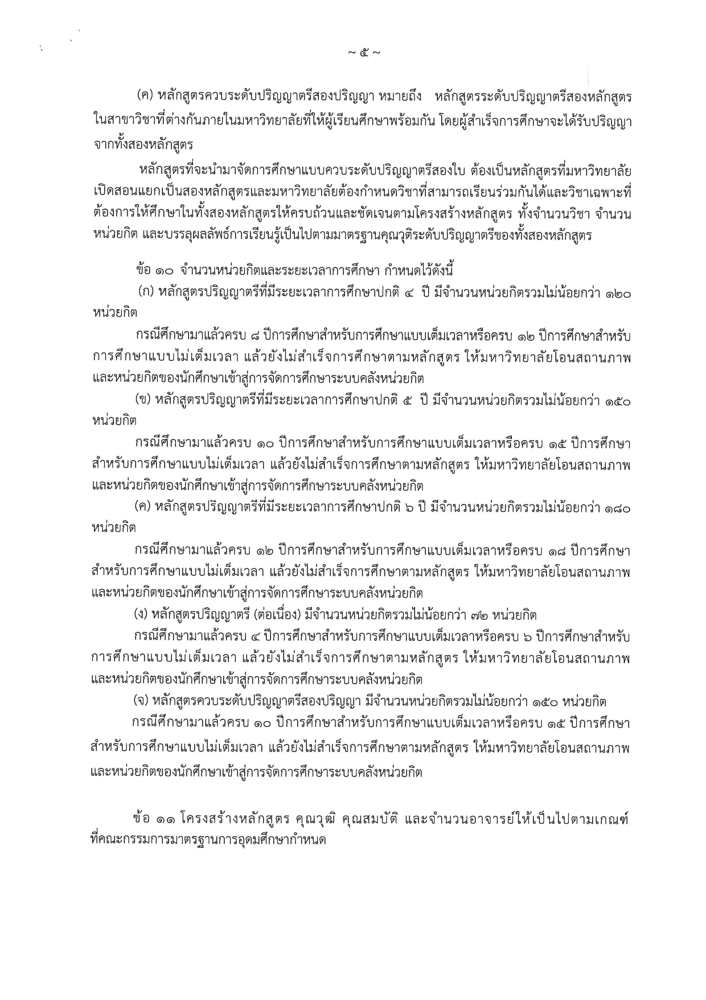 ~ ๕ ~
(ค) หลักสูตรควบระดับปริญญาตรีสองปริญญา หมายถึง หลักสูตรระดับปริญญาตรีสองหลักสูตร
ในสาขาวิชาที่ต่างกันภายในมหาวิทยาลัยที่ให้ผู้เรียนศึกษาพร้อมกัน โดยผู้สำเร็จการศึกษาจะได้รับปริญญา
จากทั้งสองหลักสูตร
หลักสูตรที่จะนำมาจัดการศึกษาแบบควบระดับปริญญาตรีสองใบ ต้องเป็นหลักสูตรที่มหาวิทยาลัย
เปิดสอนแยกเป็นสองหลักสูตรและมหาวิทยาลัยต้องกำหนดวิชาที่สามารถเรียนร่วมกันได้และวิชาเฉพาะที่
ต้องการให้ศึกษาในทั้งสองหลักสูตรให้ครบถ้วนและชัดเจนตามโครงสร้างหลักสูตร ทั้งจำนวนวิชา จำนวน
หน่วยกิต และบรรลุผลลัพธ์การเรียนรู้เป็นไปตามมาตรฐานคุณวุติระดับปริญญาตรีของทั้งสองหลักสูตร
ข้อ ๑๐ จำนวนหน่วยกิตและระยะเวลาการศึกษา กำหนดไว้ดังนี้
(ก) หลักสูตรปริญญาตรีที่มีระยะเวลาการศึกษาปกติ ๔ ปี มีจำนวนหน่วยกิตรวมไม่น้อยกว่า ๑๒๐
หน่วยกิต
กรณีศึกษามาแล้วครบ ๘ ปีการศึกษาสำหรับการศึกษาแบบเต็มเวลาหรือครบ ๑๒ ปีการศึกษาสำหรับ
การศึกษาแบบไม่เต็มเวลา แล้วยังไม่สำเร็จการศึกษาตามหลักสูตร ให้มหาวิทยาลัยโอนสถานภาพ
และหน่วยกิตของนักศึกษาเข้าสู่การจัดการศึกษาระบบคลังหน่วยกิต
(ข) หลักสูตรปริญญาตรีที่มีระยะเวลาการศึกษาปกติ ๕ ปี มีจำนวนหน่วยกิตรวมไม่น้อยกว่า ๑๕๐
หน่วยกิต
กรณีศึกษามาแล้วครบ ๑๐ ปีการศึกษาสำหรับการศึกษาแบบเต็มเวลาหรือครบ ๑๕ ปีการศึกษา
สำหรับการศึกษาแบบไม่เต็มเวลา แล้วยังไม่สำเร็จการศึกษาตามหลักสูตร ให้มหาวิทยาลัยโอนสถานภาพ
และหน่วยกิตของนักศึกษาเข้าสู่การจัดการศึกษาระบบคลังหน่วยกิต
(ค) หลักสูตรปริญญาตรีที่มีระยะเวลาการศึกษาปกติ ๖ ปี มีจำนวนหน่วยกิตรวมไม่น้อยกว่า ๑๘๐
หน่วยกิต
กรณีศึกษามาแล้วครบ ๑๒ ปีการศึกษาสำหรับการศึกษาแบบเต็มเวลาหรือครบ ๑๘ ปีการศึกษา
สำหรับการศึกษาแบบไม่เต็มเวลา แล้วยังไม่สำเร็จการศึกษาตามหลักสูตร ให้มหาวิทยาลัยโอนสถานภาพ
และหน่วยกิตของนักศึกษาเข้าสู่การจัดการศึกษาระบบคลังหน่วยกิต
(ง) หลักสูตรปริญญาตรี (ต่อเนื่อง) มีจำนวนหน่วยกิตรวมไม่น้อยกว่า ๗๒ หน่วยกิต
กรณีศึกษามาแล้วครบ ๔ ปีการศึกษาสำหรับการศึกษาแบบเต็มเวลาหรือครบ ๖ ปีการศึกษาสำหรับ
การศึกษาแบบไม่เต็มเวลา แล้วยังไม่สำเร็จการศึกษาตามหลักสูตร ให้มหาวิทยาลัยโอนสถานภาพ
และหน่วยกิตของนักศึกษาเข้าสู่การจัดการศึกษาระบบคลังหน่วยกิต
(จ) หลักสูตรควบระดับปริญญาตรีสองปริญญา มีจำนวนหน่วยกิตรวมไม่น้อยกว่า ๑๕๐ หน่วยกิต
กรณีศึกษามาแล้วครบ ๑๐ ปีการศึกษาสำหรับการศึกษาแบบเต็มเวลาหรือครบ ๑๕ ปีการศึกษา
สำหรับการศึกษาแบบไม่เต็มเวลา แล้วยังไม่สำเร็จการศึกษาตามหลักสูตร ให้มหาวิทยาลัยโอนสถานภาพ
และหน่วยกิตของนักศึกษาเข้าสู่การจัดการศึกษาระบบคลังหน่วยกิต
ข้อ ๑๑ โครงสร้างหลักสูตร คุณวุฒิ คุณสมบัติ และจำนวนอาจารย์ให้เป็นไปตามเกณฑ์
ที่คณะกรรมการมาตรฐานการอุดมศึกษากำหนด